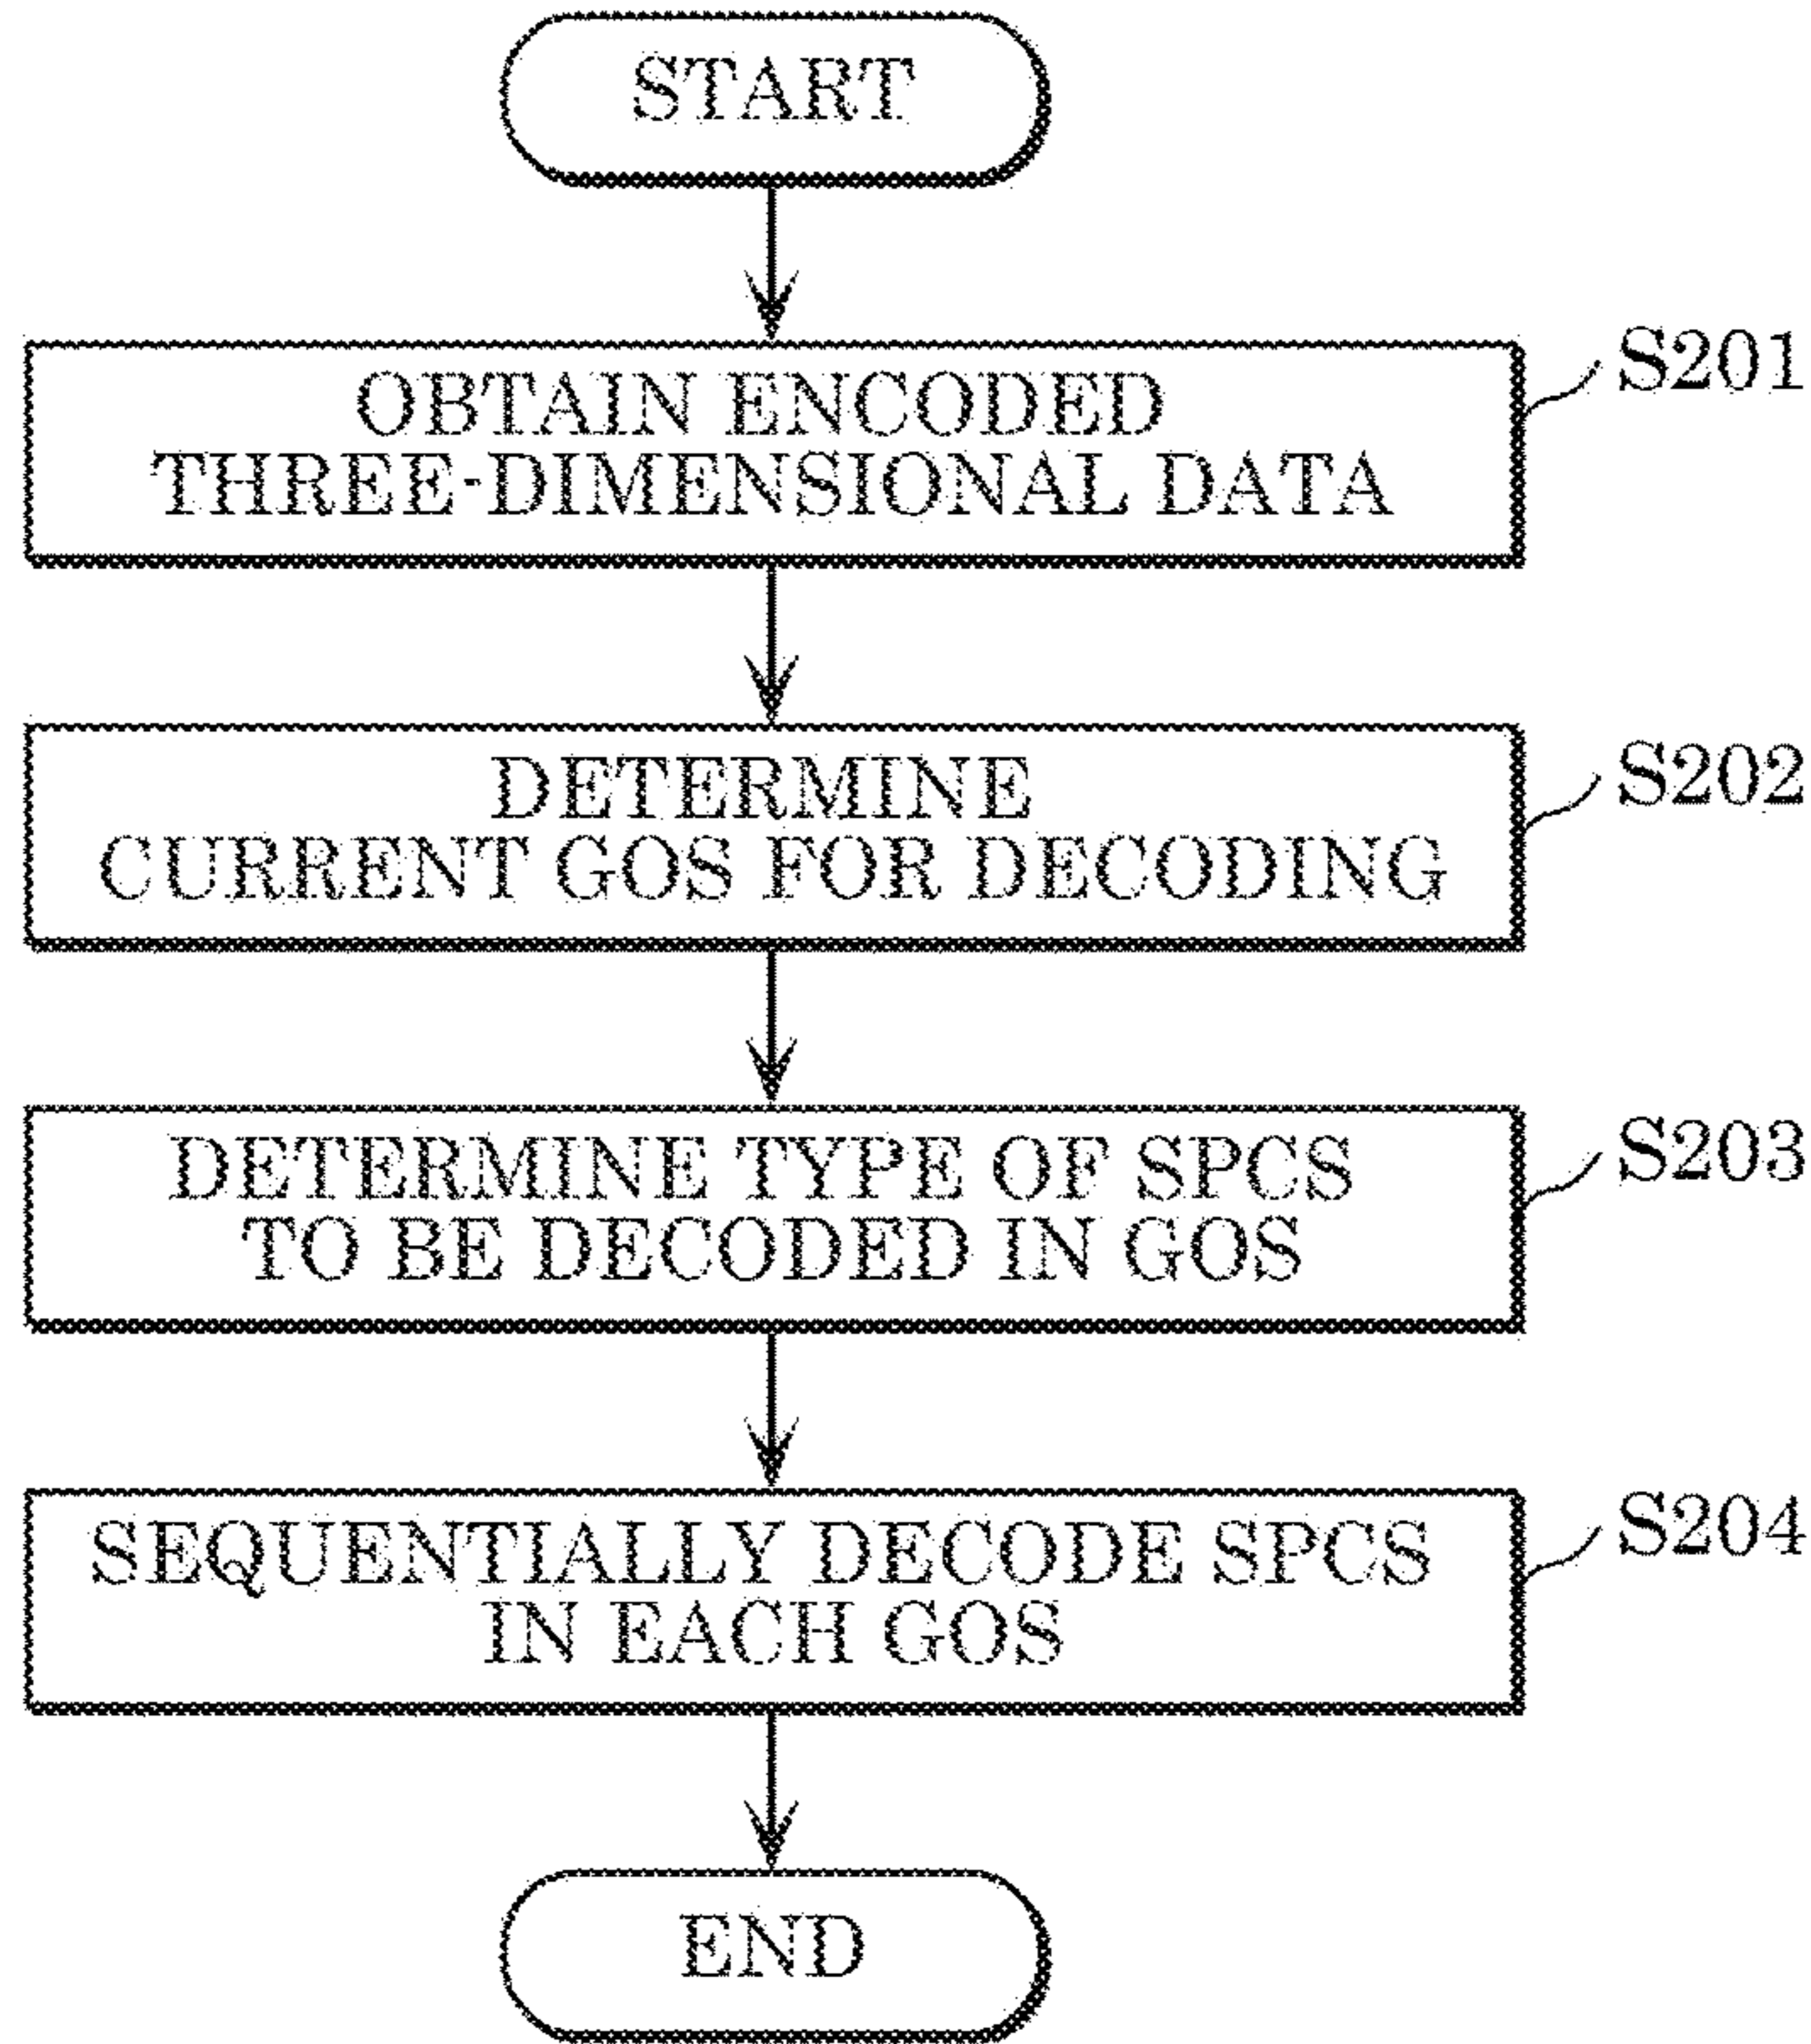 START
OBTAIN ENCODED
THREE-DIMENSIONAL DATA
S201
DETERMINE
CURRENT GOS FOR DECODING
S202
DETERMINE TYPE OF SPCS
TO BE DECODED IN GOS
S203
SEQUENTIALLY DECODE SPCS
IN EACH GOS
S204
END